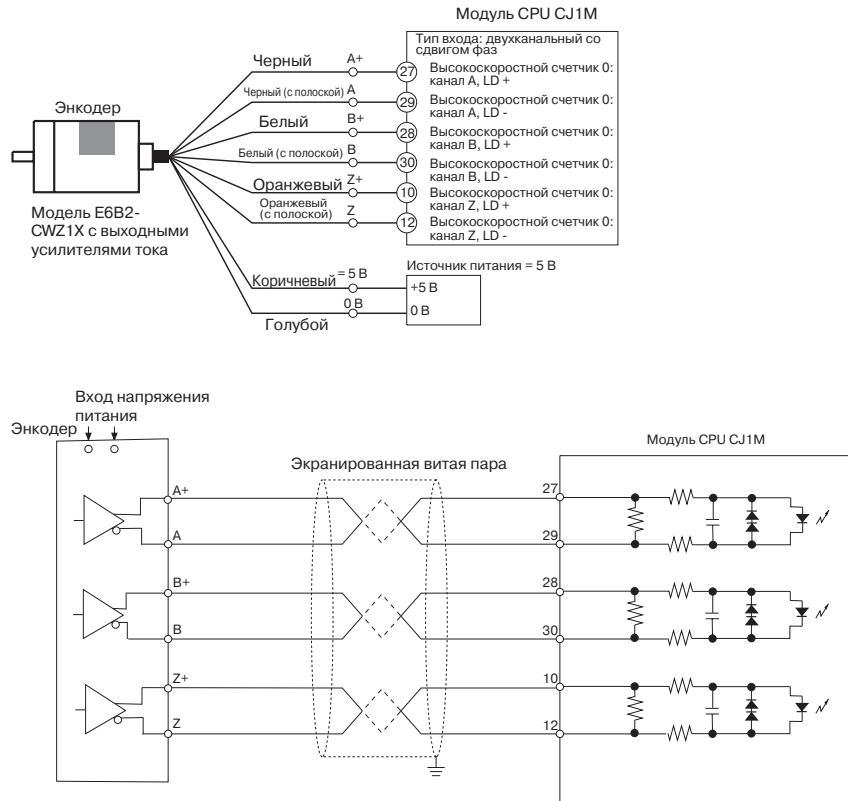 Модуль CPU CJ1M
Тип входа: двухканальный со
сдвигом фаз
Черный A+ 27 Высокоскоростной счетчик 0:
канал A, LD +
Черный (с полоской) A 29 Высокоскоростной счетчик 0:
канал A, LD -
Энкодер
Белый B+ 28 Высокоскоростной счетчик 0:
канал B, LD +
Белый (с полоской) B 30 Высокоскоростной счетчик 0:
канал B, LD -
Оранжевый Z+ 10 Высокоскоростной счетчик 0:
канал Z, LD +
Оранжевый
(с полоской) Z 12 Высокоскоростной счетчик 0:
канал Z, LD -
Модель E6B2-
CWZ1X с выходными
усилителями тока
Источник питания = 5 В
Коричневый = 5 В +5 В
0 В 0 В
Голубой
Вход напряжения
питания
Энкодер
Модуль CPU CJ1M
Экранированная витая пара
A+ 27
A 29
B+ 28
B 30
Z+ 10
Z 12